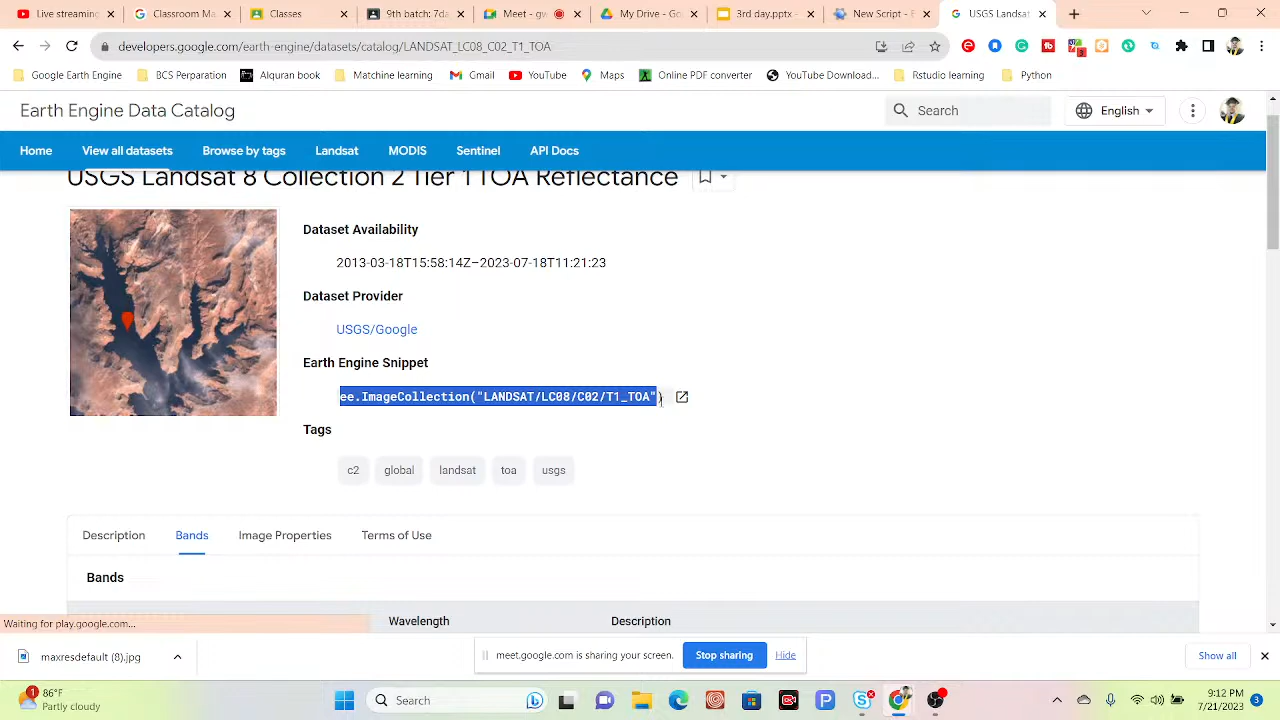 Live streaming
Classroom Ma
Classes
9th batch: 7da
Meet - gw
My Drive - Go
3rd day.pptx -
New Script - E
USGS Landsat
developers.google.com/earthengine/datasets/catalog/LANDSAT_LC08_C02_T1_TOA
3
Google Earth Engine
BCS Perparation
Alquran book
Matchine learning
Gmail
YouTube
Maps
Online PDF converter
YouTube Download...
Rstudio learning
Python
Earth Engine Data Catalog
Search
English
Home
View all datasets
Browse by tags
Landsat
MODIS
Sentinel
API Docs
USGS Landsat 8 Collection 2 Tier 1 TOA Reflectance
Dataset Availability
2013-03-18T15:58:14Z–2023-07-18T11:21:23
Dataset Provider
USGS/Google
Earth Engine Snippet
ee.ImageCollection("LANDSAT/LC08/C02/T1_TOA")
Tags
c2
global
landsat
toa
usgs
Description
Bands
Image Properties
Terms of Use
Bands
Wavelength
Description
Waiting for play.google.com...
maxresdefault (8).jpg
meet.google.com is sharing your screen.
Stop sharing
Hide
Show all
1
86°F
Partly cloudy
Search
9:12 PM
7/21/2023
3